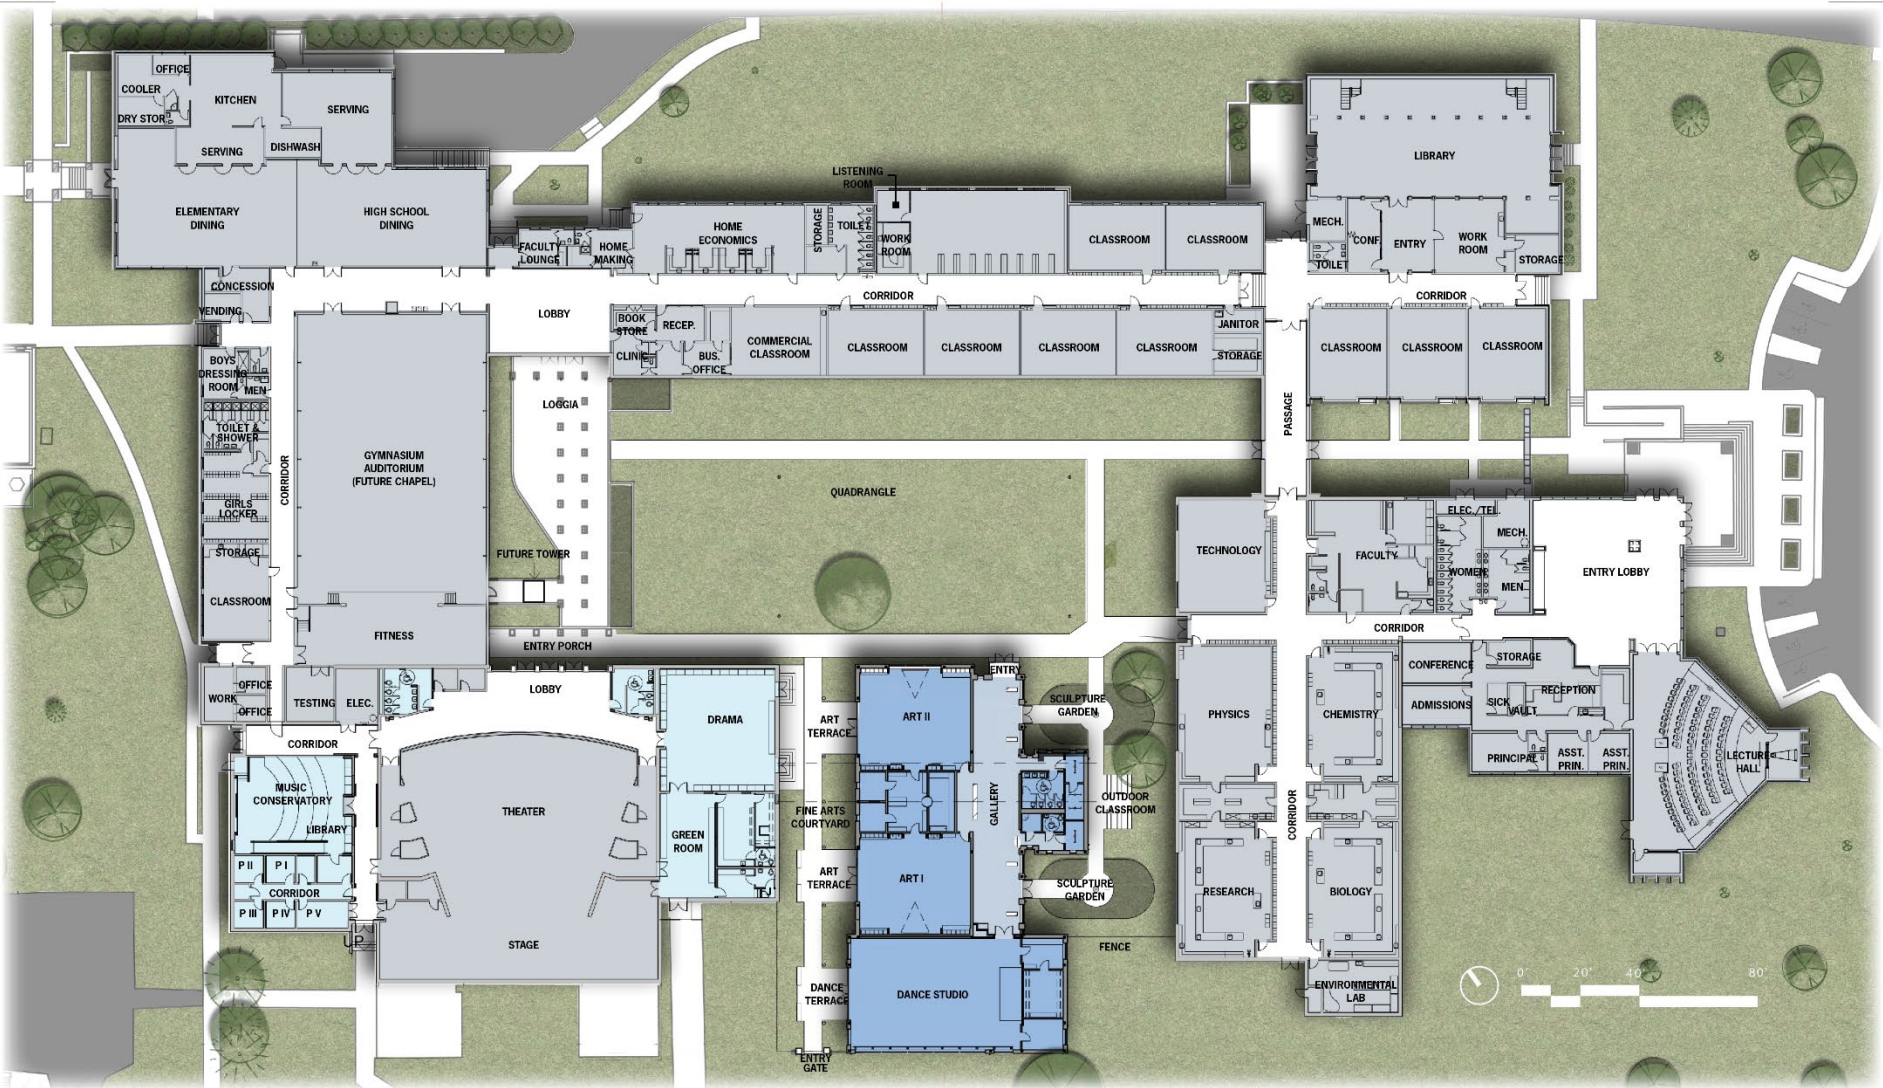 OFFICE
COOLER
KITCHEN
SERVING
DRY STOR.
SERVING
DISHWASH
ELEMENTARY
DINING
HIGH SCHOOL
DINING
FACULTY
LOUNGE
HOME
MAKING
HOME
ECONOMICS
STORAGE
TOILET
LISTENING
ROOM
WORK
ROOM
CLASSROOM
CLASSROOM
LIBRARY
MECH.
CONF.
ENTRY
WORK
ROOM
TOILET
STORAGE
CONCESSION
VENDING
LOBBY
CORRIDOR
CORRIDOR
BOOK
STORE
RECEP.
CLINIC
BUS.
OFFICE
COMMERCIAL
CLASSROOM
CLASSROOM
CLASSROOM
CLASSROOM
CLASSROOM
JANITOR
STORAGE
CLASSROOM
CLASSROOM
CLASSROOM
BOYS
DRESSING
ROOM
MEN
TOILET &
SHOWER
GIRLS
LOCKER
STORAGE
CLASSROOM
CORRIDOR
GYMNASIUM
AUDITORIUM
(FUTURE CHAPEL)
FITNESS
LOGGIA
FUTURE TOWER
ENTRY PORCH
QUADRANGLE
PASSAGE
TECHNOLOGY
FACULTY
ELEC./TEL.
MECH.
WOMEN
MEN
ENTRY LOBBY
CORRIDOR
WORK
OFFICE
OFFICE
TESTING
ELEC.
LOBBY
DRAMA
CORRIDOR
MUSIC
CONSERVATORY
LIBRARY
P II
P I
CORRIDOR
P III
P IV
P V
UP
THEATER
STAGE
GREEN
ROOM
ART
TERRACE
FINE ARTS
COURTYARD
ART
TERRACE
DANCE
TERRACE
ENTRY
GATE
ENTRY
ART II
GALLERY
ART I
DANCE STUDIO
SCULPTURE
GARDEN
OUTDOOR
CLASSROOM
SCULPTURE
GARDEN
FENCE
PHYSICS
CHEMISTRY
CORRIDOR
RESEARCH
BIOLOGY
ENVIRONMENTAL
LAB
CONFERENCE
ADMISSIONS
STORAGE
RECEPTION
SICK
VAULT
PRINCIPAL
ASST.
PRIN.
ASST.
PRIN.
LECTURE
HALL
0' 20' 40' 80'